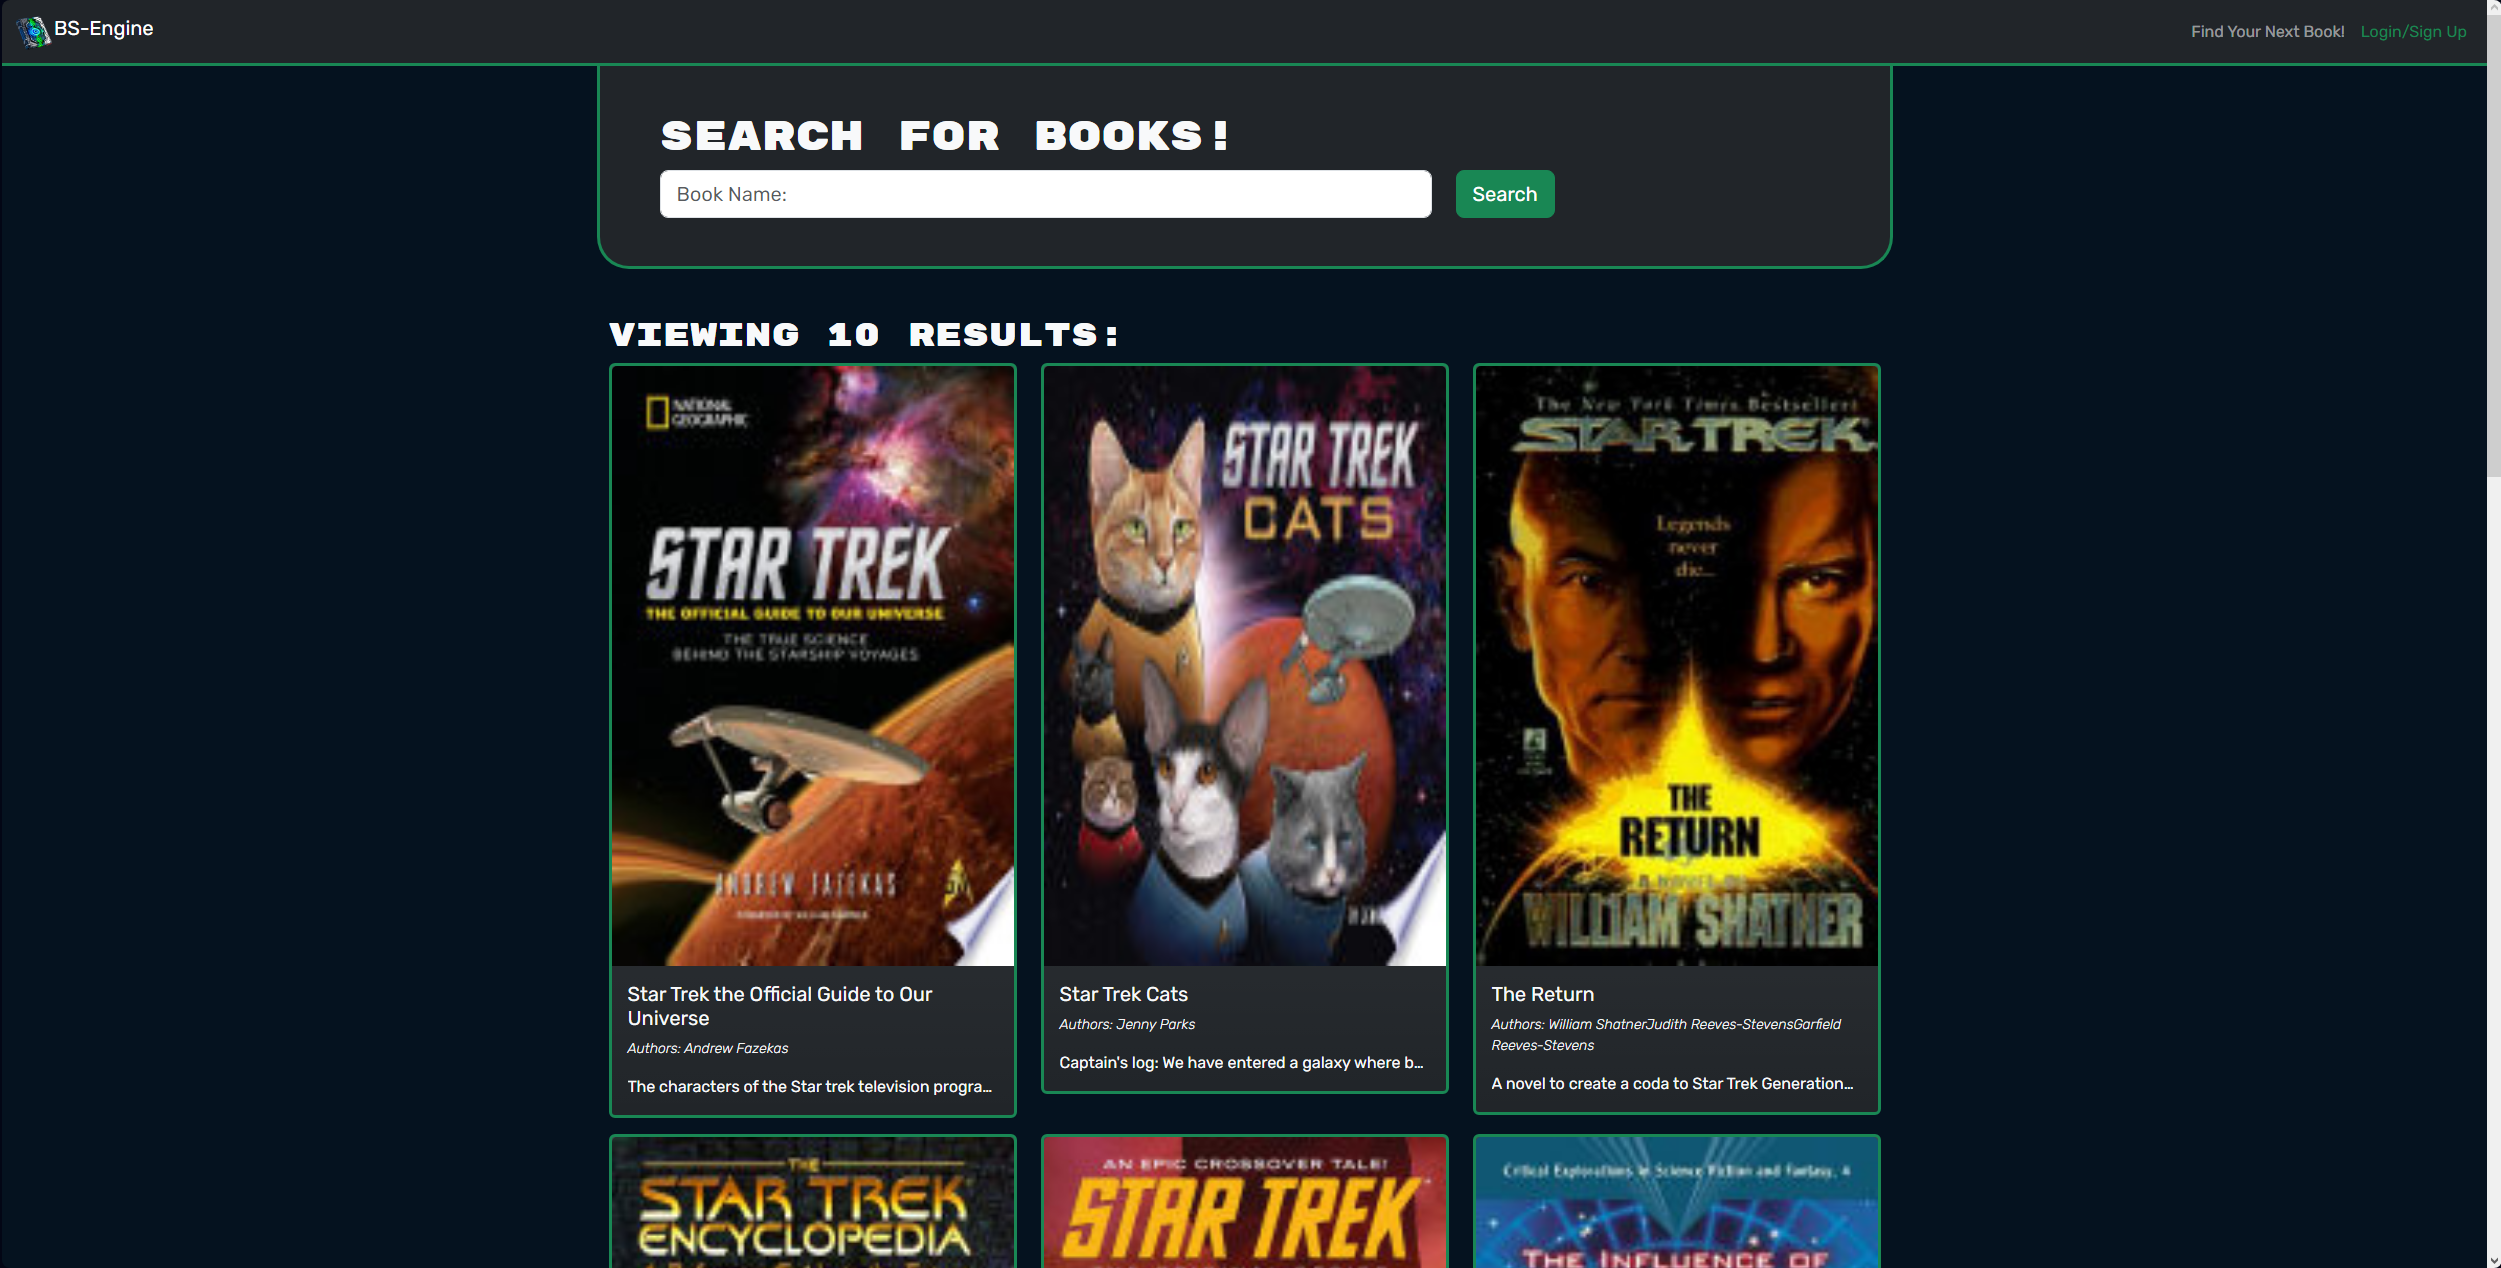 BS-Engine
Find Your Next Book!
Login/Sign Up
SEARCH FOR BOOKS!
Book Name:
Search
VIEWING 10 RESULTS:
NATIONAL
GEOGRAPHIC
STAR TREK
THE OFFICIAL GUIDE TO OUR UNIVERSE
THE TRUE SCIENCE
BEHIND THE STARSHIP VOYAGES
ANDREW FAZEKAS
Star Trek the Official Guide to Our
Universe
Authors: Andrew Fazekas
The characters of the Star trek television progra...
STAR TREK
CATS
Star Trek Cats
Authors: Jenny Parks
Captain's log: We have entered a galaxy where b...
The New York Times Bestseller!
STAR TREK
Legends
never
die...
THE
RETURN
A NOVEL BY
WILLIAM SHATNER
The Return
Authors: William ShatnerJudith Reeves-StevensGarfield
Reeves-Stevens
A novel to create a coda to Star Trek Generation...
THE
STAR TREK
ENCYCLOPEDIA
AN EPIC CROSSOVER TALE!
STAR TREK
Critical Explorations in Science Fiction and Fantasy, 4
THE INFLUENCE OF